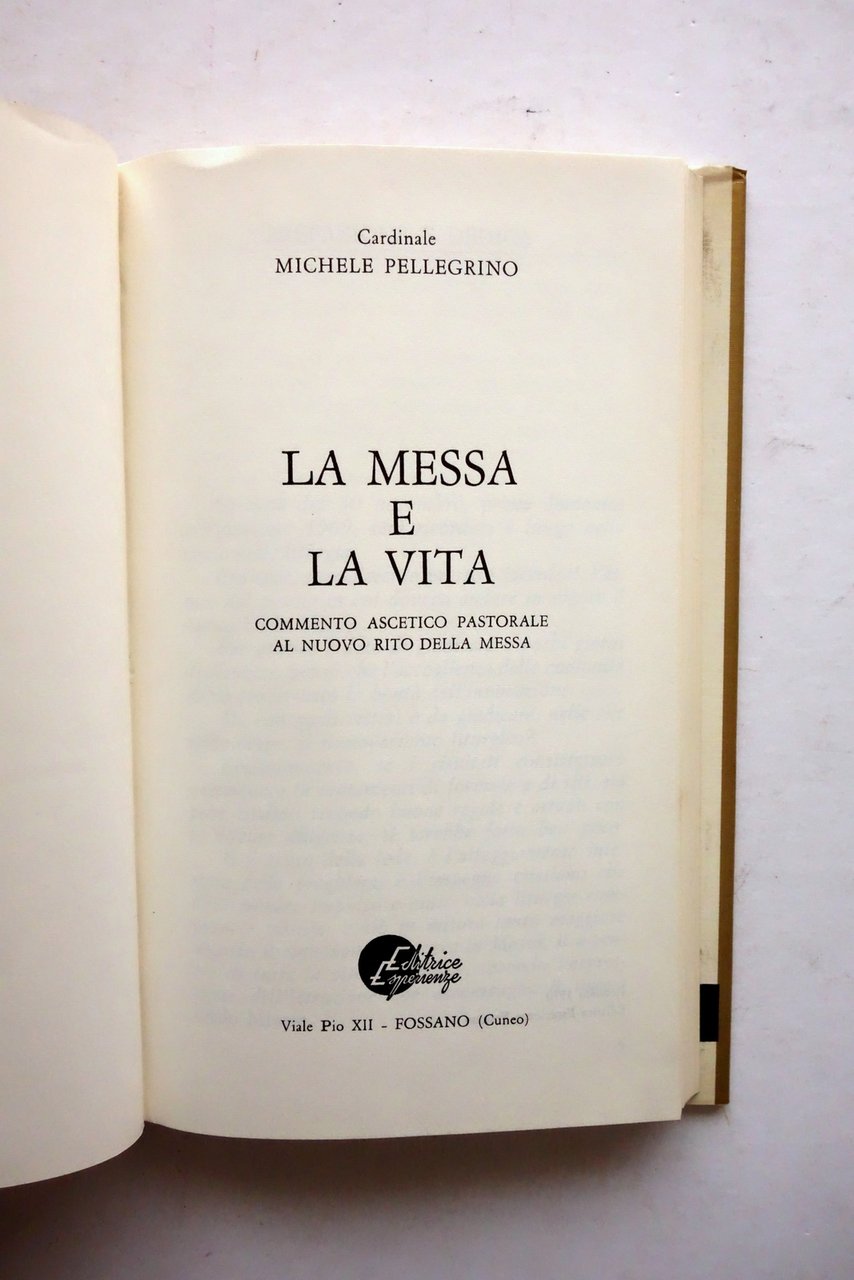 Cardinale
MICHELE PELLEGRINO
LA MESSA
E
LA VITA
COMMENTO ASCETICO PASTORALE
AL NUOVO RITO DELLA MESSA
Editrice
Esperienze
Viale Pio XII - FOSSANO (Cuneo)